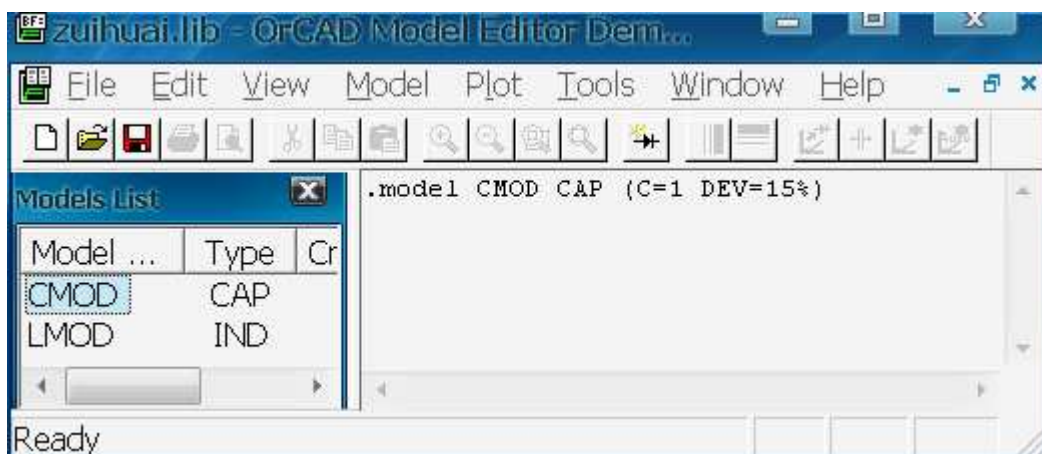 zuihuai.lib - OrCAD Model Editor Dem...
File Edit View Model Plot Tools Window Help
Models List
.model CMOD CAP (C=1 DEV=15%)
Model ... Type Cr
CMOD CAP
LMOD IND
Ready